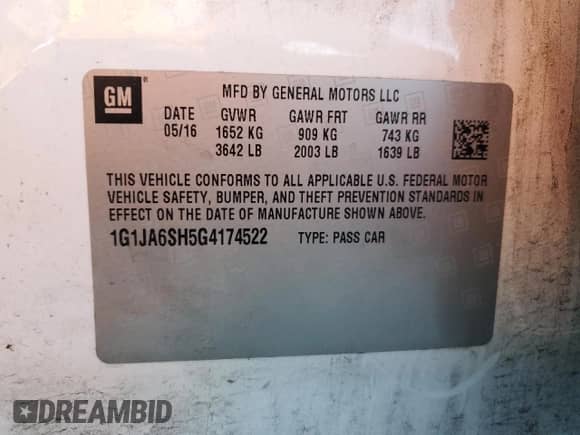 GM
MFD BY GENERAL MOTORS LLC
DATE GVWR GAWR FRT GAWR RR
05/16 1652 KG 909 KG 743 KG
3642 LB 2003 LB 1639 LB
THIS VEHICLE CONFORMS TO ALL APPLICABLE U.S. FEDERAL MOTOR
VEHICLE SAFETY, BUMPER, AND THEFT PREVENTION STANDARDS IN
EFFECT ON THE DATE OF MANUFACTURE SHOWN ABOVE.
1G1JA6SH5G4174522 TYPE: PASS CAR
DREAMBID